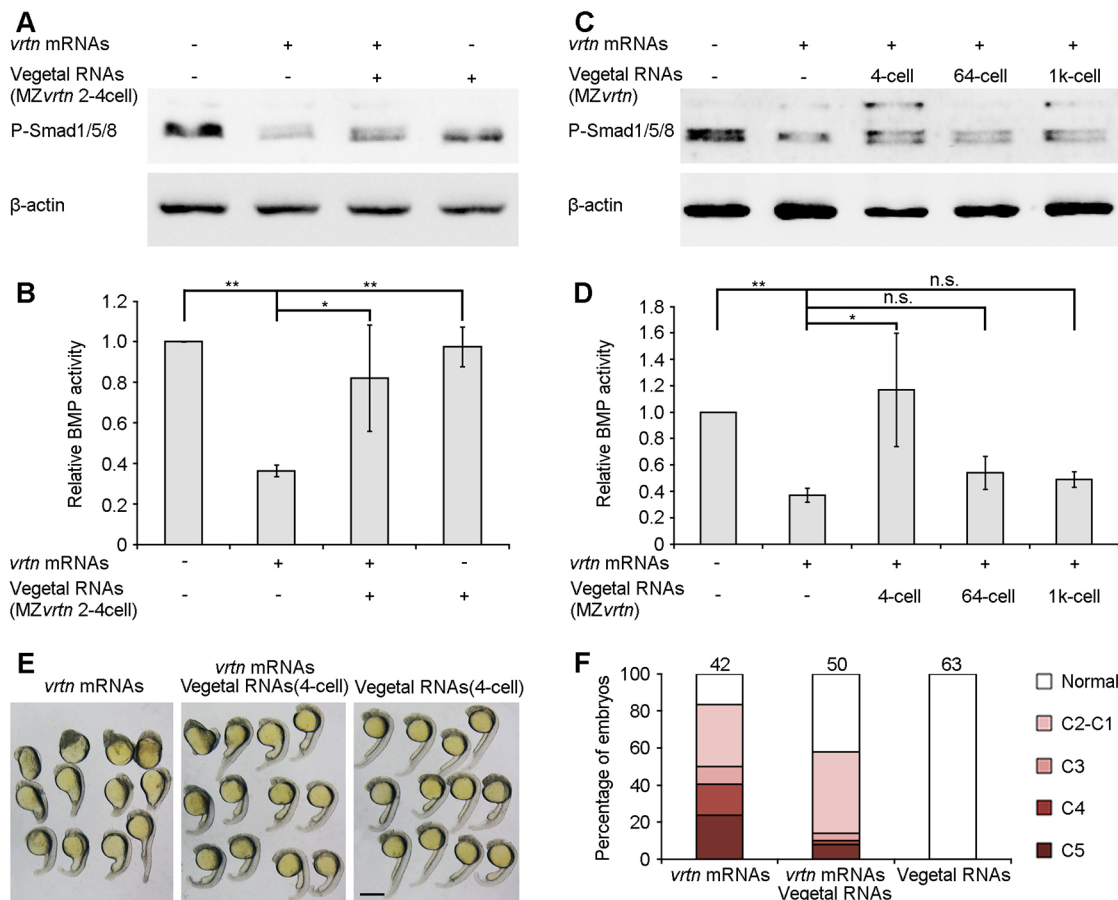 A
vrtn mRNAs - + + -
Vegetal RNAs - - + +
(MZvrtn 2-4cell)
P-Smad1/5/8
β-actin
C
vrtn mRNAs - + + + +
Vegetal RNAs - - 4-cell 64-cell 1k-cell
(MZvrtn)
P-Smad1/5/8
β-actin
B
Relative BMP activity
1.2
1.0
0.8
0.6
0.4
0.2
0
** **
*
vrtn mRNAs - + + -
Vegetal RNAs - - + +
(MZvrtn 2-4cell)
D
Relative BMP activity
1.8
1.6
1.4
1.2
1.0
0.8
0.6
0.4
0.2
0
** n.s.
n.s.
*
vrtn mRNAs - + + + +
Vegetal RNAs - - 4-cell 64-cell 1k-cell
(MZvrtn)
E
vrtn mRNAs
vrtn mRNAs
Vegetal RNAs(4-cell)
Vegetal RNAs(4-cell)
F
Percentage of embryos
100
80
60
40
20
0
42 50 63
vrtn mRNAs
vrtn mRNAs
Vegetal RNAs
Vegetal RNAs
Normal
C2-C1
C3
C4
C5